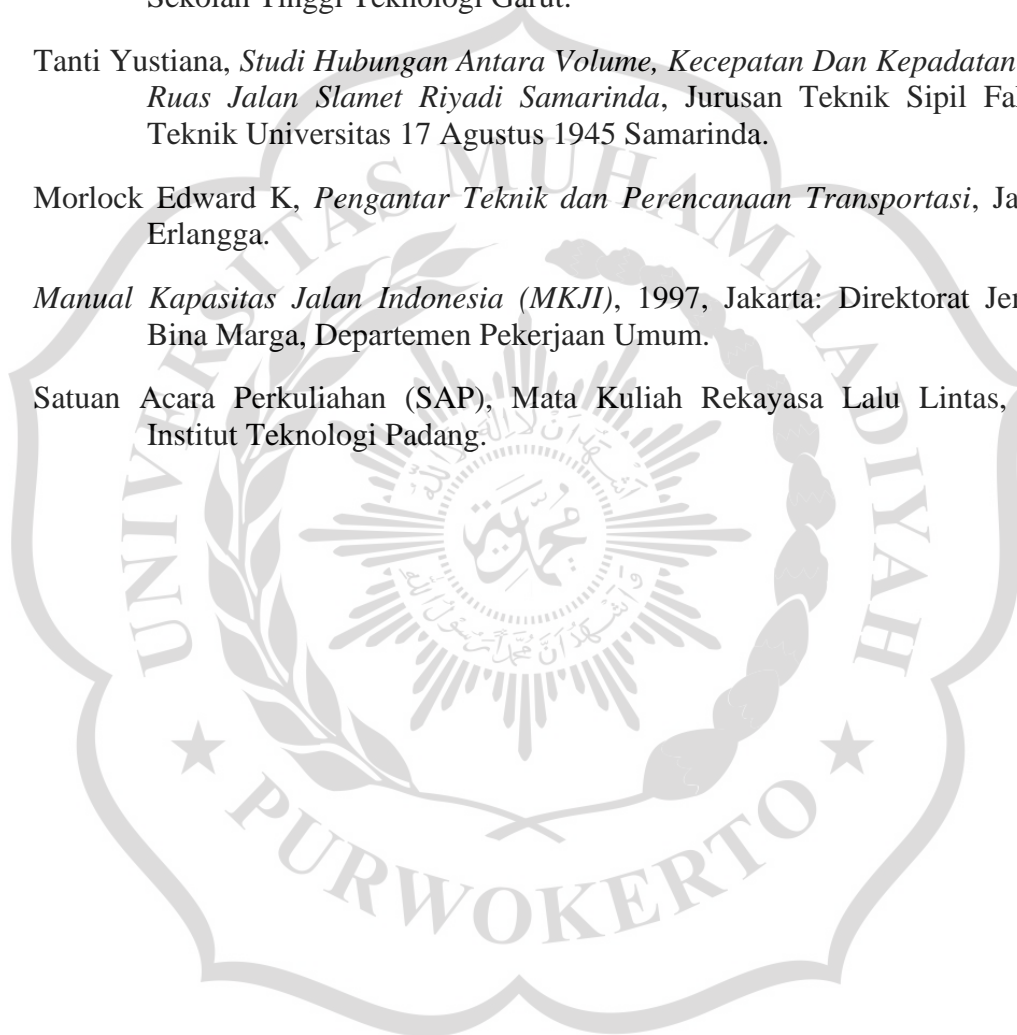 Sekolah Tinggi Teknologi Garut.
Tanti Yustiana, Studi Hubungan Antara Volume, Kecepatan Dan Kepadatan
Ruas Jalan Slamet Riyadi Samarinda, Jurusan Teknik Sipil Fa
Teknik Universitas 17 Agustus 1945 Samarinda.
Morlock Edward K, Pengantar Teknik dan Perencanaan Transportasi, Ja
Erlangga.
Manual Kapasitas Jalan Indonesia (MKJI), 1997, Jakarta: Direktorat Jen
Bina Marga, Departemen Pekerjaan Umum.
Satuan Acara Perkuliahan (SAP), Mata Kuliah Rekayasa Lalu Lintas,
Institut Teknologi Padang.
UNIVERSITAS MUHAMMADIYAH
PURWOKERTO